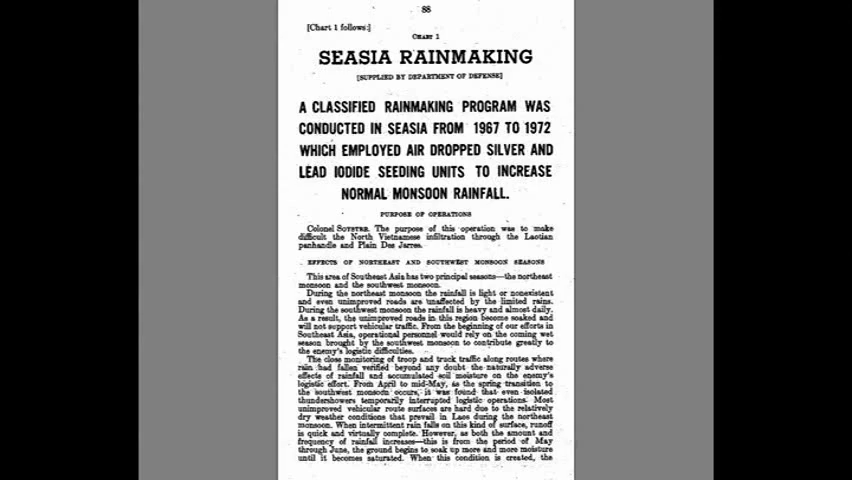 88
[Chart 1 follows:]
CHART 1
SEASIA RAINMAKING
[SUPPLIED BY DEPARTMENT OF DEFENSE]
A CLASSIFIED RAINMAKING PROGRAM WAS
CONDUCTED IN SEASIA FROM 1967 TO 1972
WHICH EMPLOYED AIR DROPPED SILVER AND
LEAD IODIDE SEEDING UNITS TO INCREASE
NORMAL MONSOON RAINFALL.
PURPOSE OF OPERATIONS
Colonel SOYSTER. The purpose of this operation was to make
difficult the North Vietnamese infiltration through the Laotian
panhandle and Plain Des Jarres.
EFFECTS OF NORTHEAST AND SOUTHWEST MONSOON SEASONS
This area of Southeast Asia has two principal seasons—the northeast
monsoon and the southwest monsoon.
During the northeast monsoon the rainfall is light or nonexistent
and even unimproved roads are unaffected by the limited rains.
During the southwest monsoon the rainfall is heavy and almost daily.
As a result, the unimproved roads in this region become soaked and
will not support vehicular traffic. From the beginning of our efforts in
Southeast Asia, operational personnel would rely on the coming wet
season brought by the southwest monsoon to contribute greatly to
the enemy's logistic difficulties.
The close monitoring of troop and truck traffic along routes where
rain had fallen verified beyond any doubt the naturally adverse
effects of rainfall and accumulated soil moisture on the enemy's
logistic effort. From April to mid-May, as the spring transition to
the southwest monsoon occurs, it was found that even isolated
thundershowers temporarily interrupted logistic operations. Most
unimproved vehicular route surfaces are hard due to the relatively
dry weather conditions that prevail in Laos during the northeast
monsoon. When intermittent rain falls on this kind of surface, runoff
is quick and virtually complete. However, as both the amount and
frequency of rainfall increases—this is from the period of May
through June, the ground begins to soak up more and more moisture
until it becomes saturated. When this condition is created, the